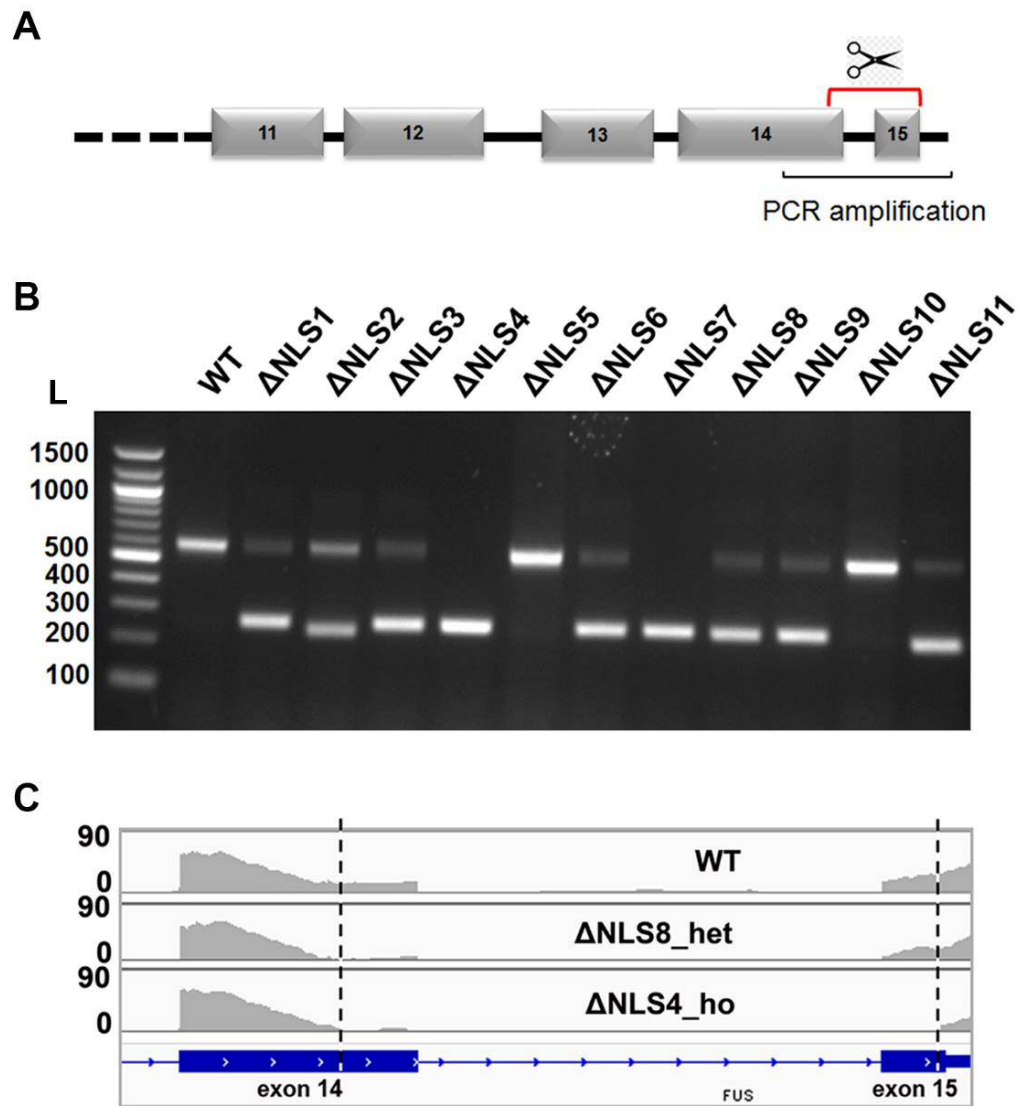 A
11 12 13 14 15
PCR amplification
B
L WT ΔNLS1 ΔNLS2 ΔNLS3 ΔNLS4 ΔNLS5 ΔNLS6 ΔNLS7 ΔNLS8 ΔNLS9 ΔNLS10 ΔNLS11
1500
1000
500
400
300
200
100
C
90
WT
0
90
ΔNLS8_het
0
90
ΔNLS4_ho
0
exon 14 FUS exon 15